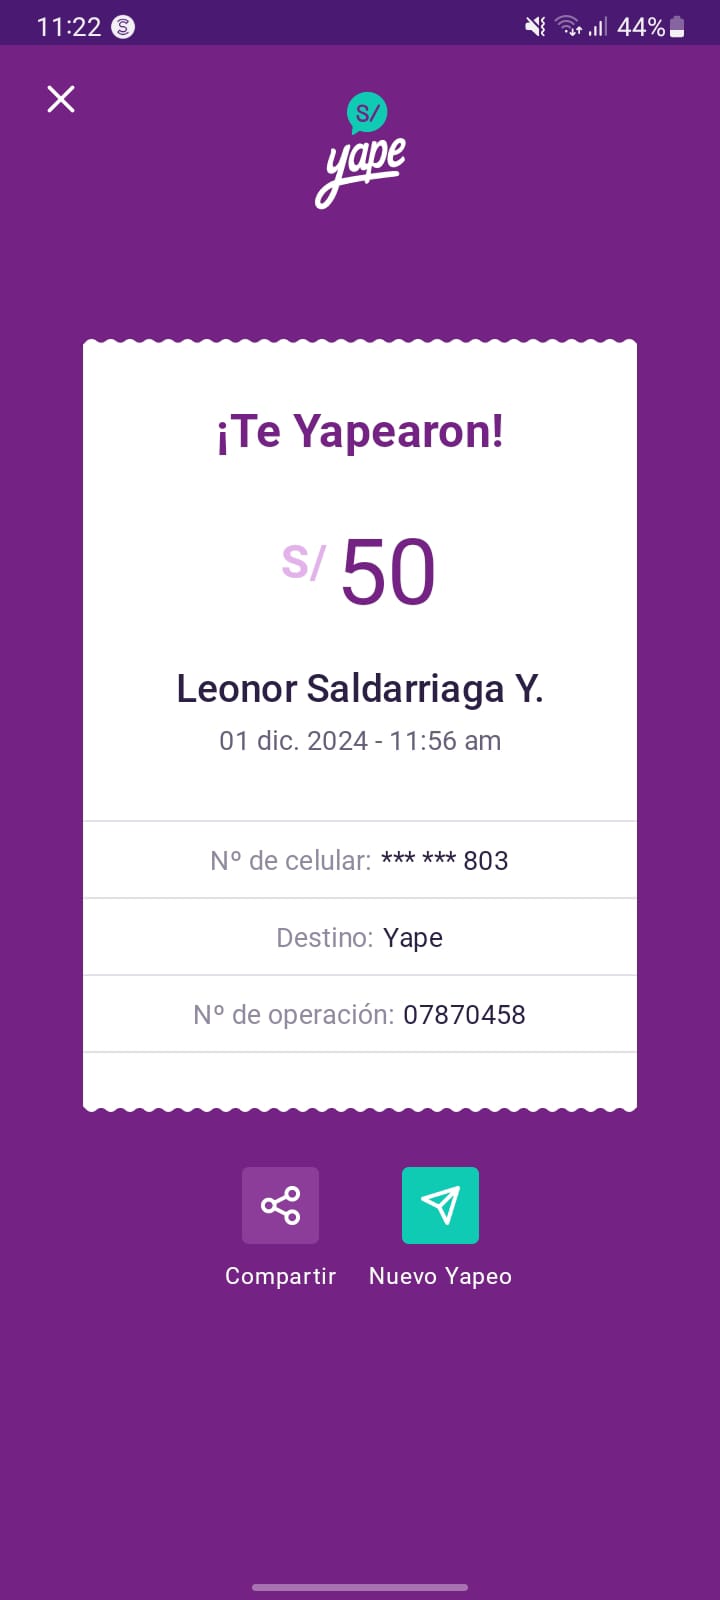 11:22 44%
S/
yape
¡Te Yapearon!
S/ 50
Leonor Saldarriaga Y.
01 dic. 2024 - 11:56 am
Nº de celular: *** *** 803
Destino: Yape
Nº de operación: 07870458
Compartir Nuevo Yapeo